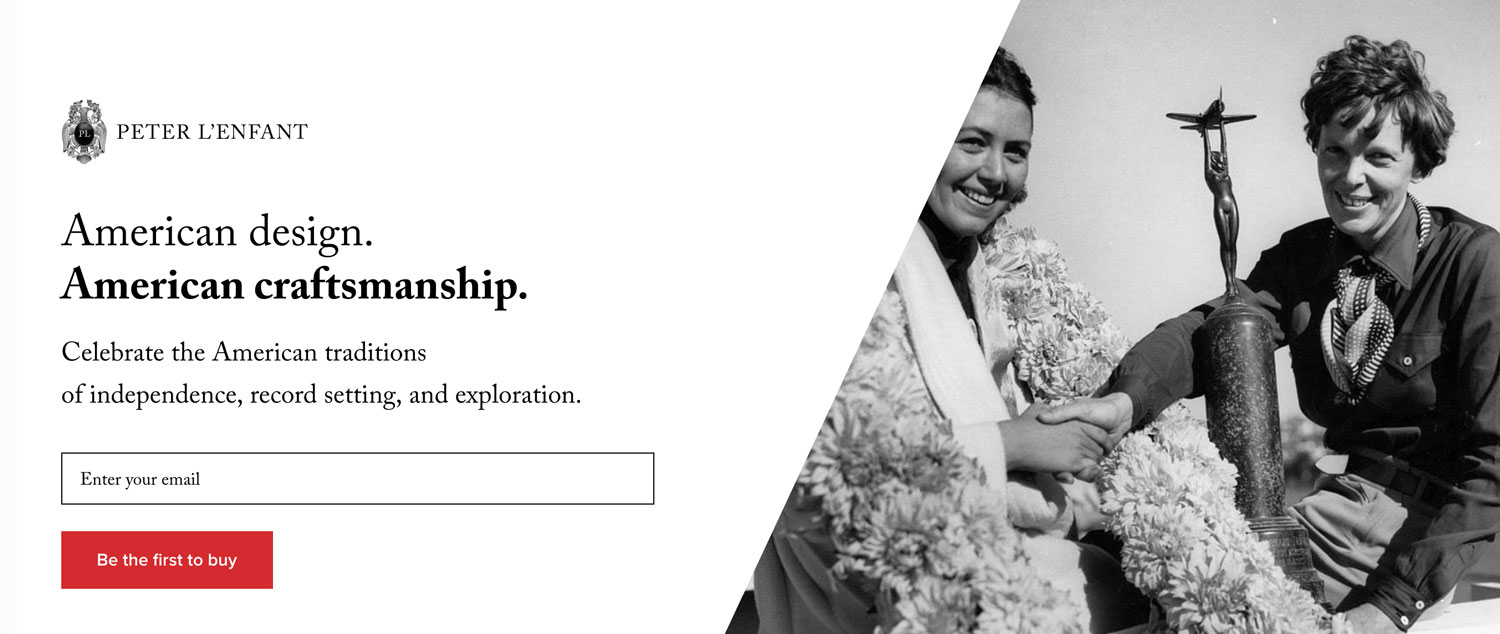 PL
PETER L’ENFANT
American design.
American craftsmanship.
Celebrate the American traditions
of independence, record setting, and exploration.
Enter your email
Be the first to buy